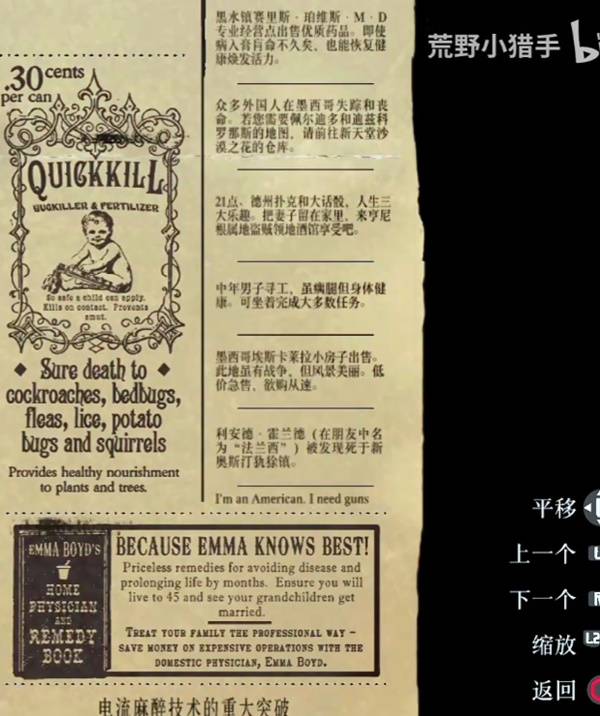 .30 cents
per can
QUICKKILL
BUGKILLER & FERTILIZER
So safe a child can apply.
Kills on contact. Prevents
smut.
Sure death to
cockroaches, bedbugs,
fleas, lice, potato
bugs and squirrels
Provides healthy nourishment
to plants and trees.
黑水镇赛里斯·珀维斯·M·D
专业经营点出售优质药品。即使
病入膏肓命不久矣，也能恢复健
康焕发活力。
众多外国人在墨西哥失踪和丧
命。若您需要佩尔迪多和迪兹科
罗那斯的地图，请前往新天堂沙
漠之花的仓库。
21点、德州扑克和大话骰，人生三
大乐趣。把妻子留在家里，来亨尼
根属地盗贼领地酒馆享受吧。
中年男子寻工，虽瘸腿但身体健
康。可坐着完成大多数任务。
墨西哥埃斯卡莱拉小房子出售。
此地虽有战争，但风景美丽。低
价急售，欲购从速。
利安德·霍兰德（在朋友中名
为“法兰西”）被发现死于新
奥斯汀犰狳镇。
I'm an American. I need guns
EMMA BOYD'S
HOME
PHYSICIAN
AND
REMEDY
BOOK
BECAUSE EMMA KNOWS BEST!
Priceless remedies for avoiding disease and
prolonging life by months. Ensure you will
live to 45 and see your grandchildren get
married.
TREAT YOUR FAMILY THE PROFESSIONAL WAY –
SAVE MONEY ON EXPENSIVE OPERATIONS WITH THE
DOMESTIC PHYSICIAN, EMMA BOYD.
电流麻醉技术的重大突破
荒野小猎手
平移
上一个
下一个
缩放 L2
返回